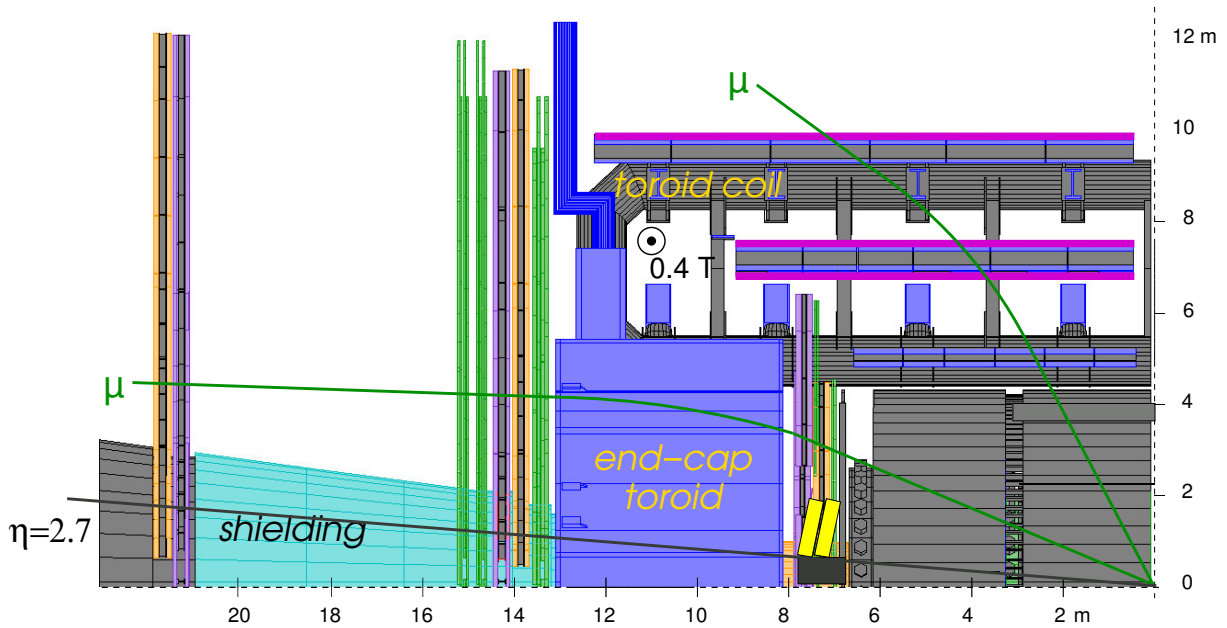 12 m
μ
10
toroid coil
8
0.4 T
6
μ
4
end–cap
toroid
2
η=2.7
shielding
0
20
18
16
14
12
10
8
6
4
2 m